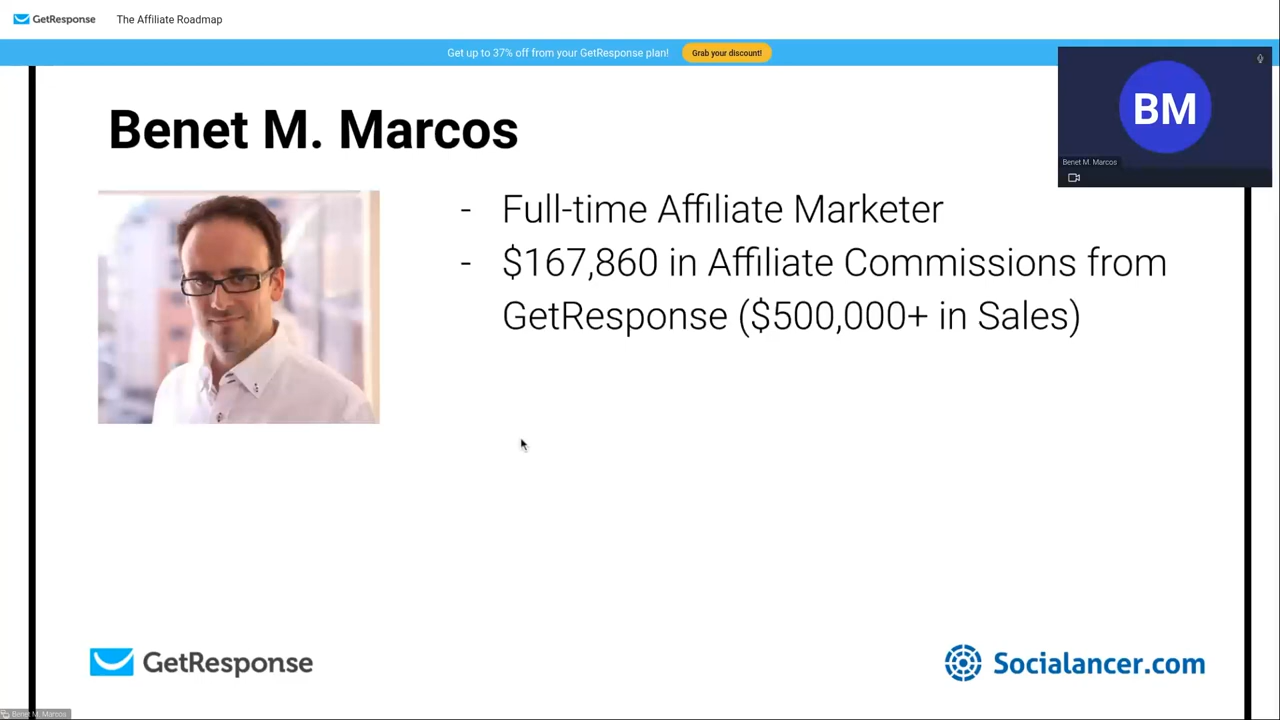 GetResponse The Affiliate Roadmap
Get up to 37% off from your GetResponse plan! Grab your discount!
BM
Benet M. Marcos
Benet M. Marcos
- Full-time Affiliate Marketer
- $167,860 in Affiliate Commissions from
GetResponse ($500,000+ in Sales)
GetResponse
Socialancer.com
Benet M. Marcos